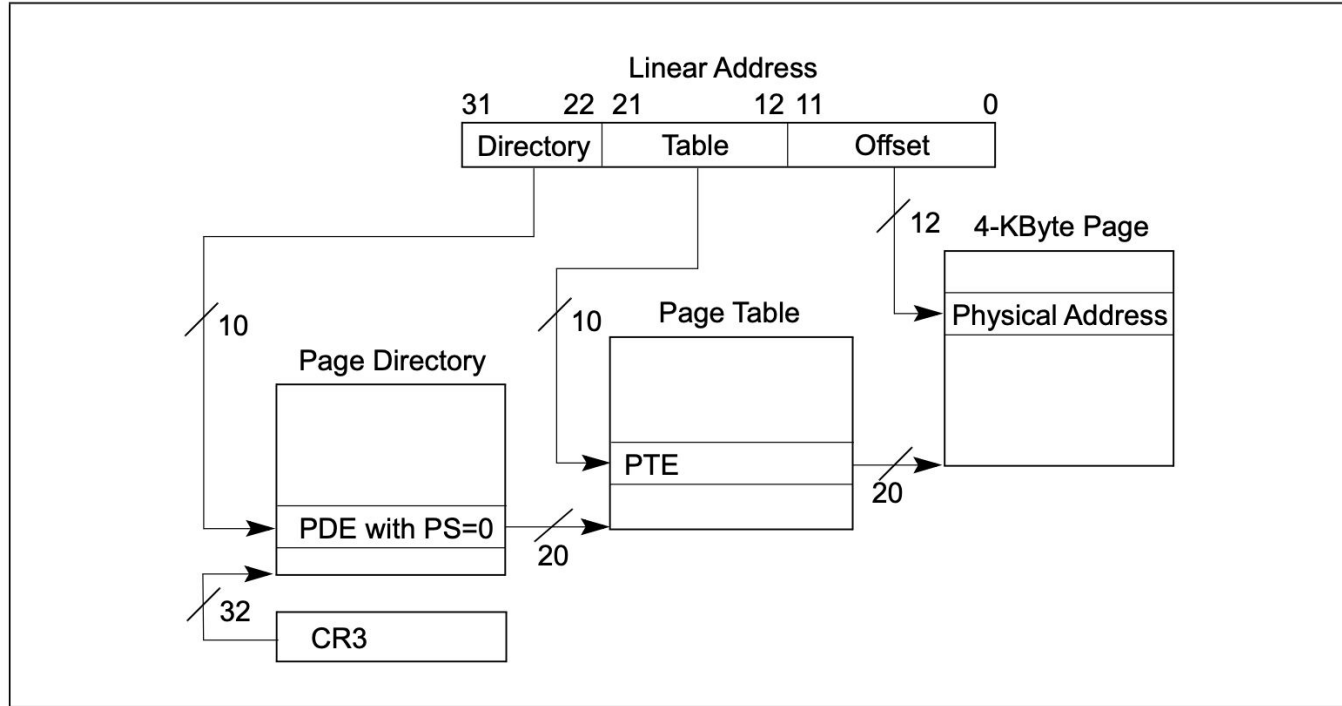 Linear Address
31 22 21 12 11 0
Directory Table Offset
12
4-KByte Page
Physical Address
10
10
Page Table
Page Directory
PTE
20
PDE with PS=0
20
32
CR3